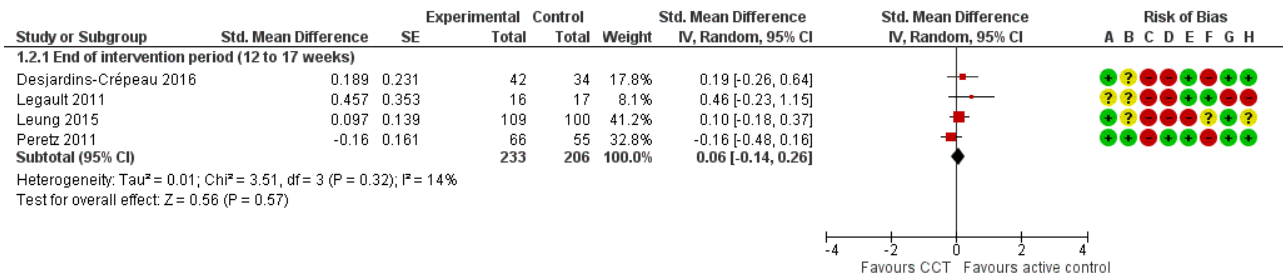 Experimental Control Std. Mean Difference Std. Mean Difference Risk of Bias
Study or Subgroup Std. Mean Difference SE Total Total Weight IV, Random, 95% CI IV, Random, 95% CI A B C D E F G H
1.2.1 End of intervention period (12 to 17 weeks)
Desjardins-Crépeau 2016 0.189 0.231 42 34 17.8% 0.19 [-0.26, 0.64] + ? - - + - + +
Legault 2011 0.457 0.353 16 17 8.1% 0.46 [-0.23, 1.15] ? ? - - + + - -
Leung 2015 0.097 0.139 109 100 41.2% 0.10 [-0.18, 0.37] + ? - - - ? + ?
Peretz 2011 -0.16 0.161 66 55 32.8% -0.16 [-0.48, 0.16] + + - - + - + +
Subtotal (95% CI) 233 206 100.0% 0.06 [-0.14, 0.26]
Heterogeneity: Tau² = 0.01; Chi² = 3.51, df = 3 (P = 0.32); I² = 14%
Test for overall effect: Z = 0.56 (P = 0.57)
-4 -2 0 2 4
Favours CCT Favours active control